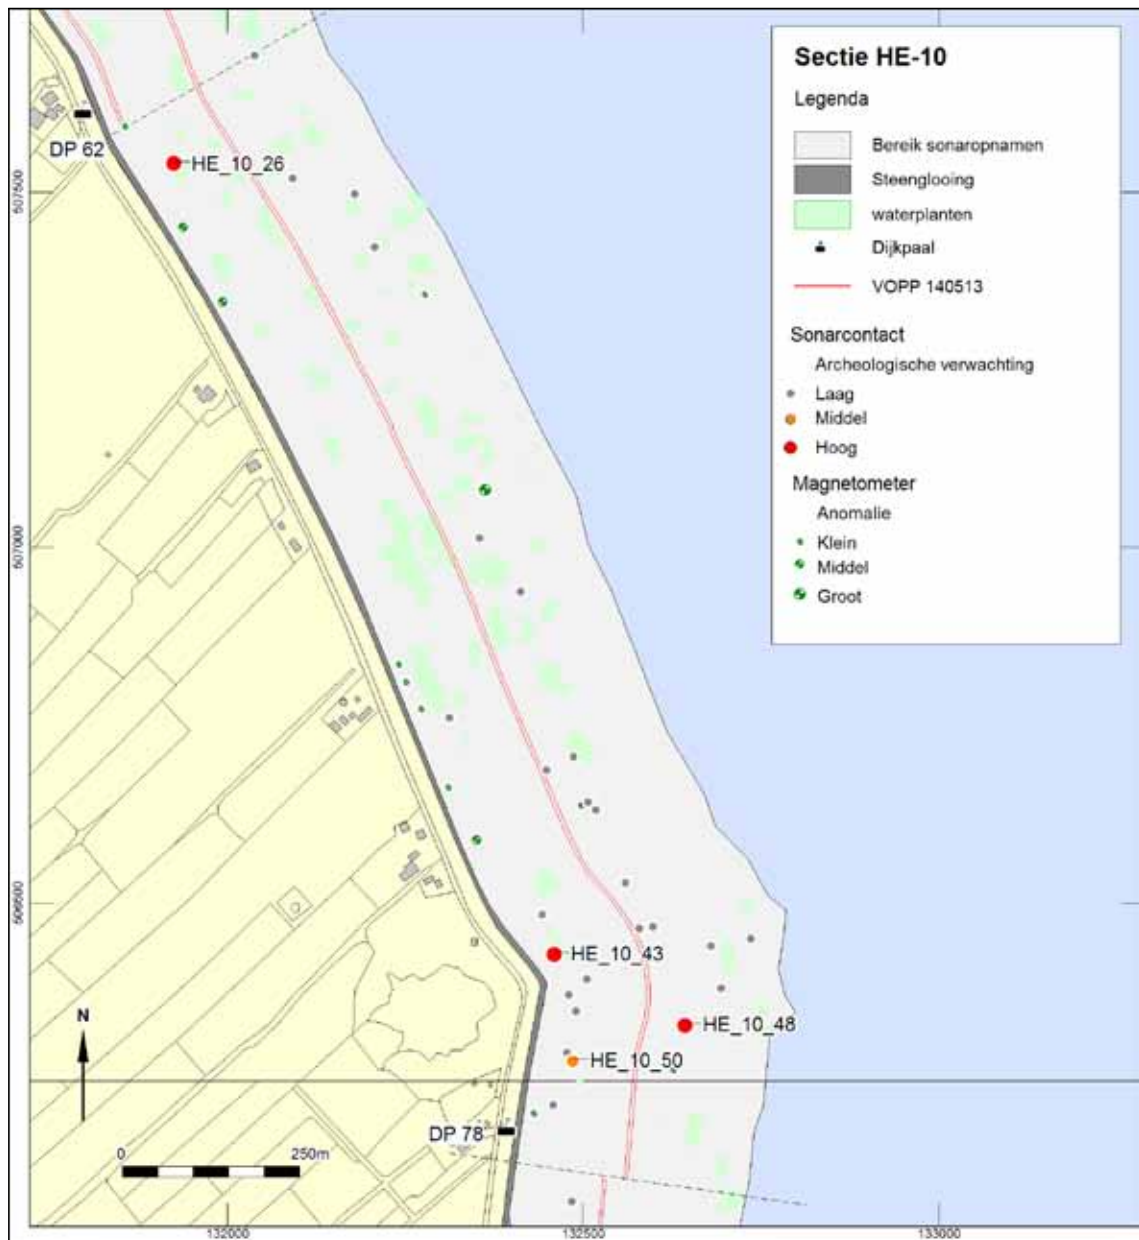 Sectie HE-10
Legenda
Bereik sonaropnamen
Steenglooing
waterplanten
Dijkpaal
VOPP 140513
Sonarcontact
Archeologische verwachting
Laag
Middel
Hoog
Magnetometer
Anomalie
Klein
Middel
Groot
DP 62
HE_10_26
507500
507000
506500
HE_10_43
HE_10_48
HE_10_50
N
DP 78
0 250m
132000 132500 133000